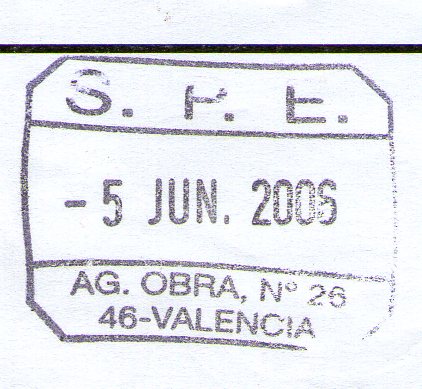 S. P. E.
- 5 JUN. 2006
AG. OBRA, Nº 26
46-VALENCIA